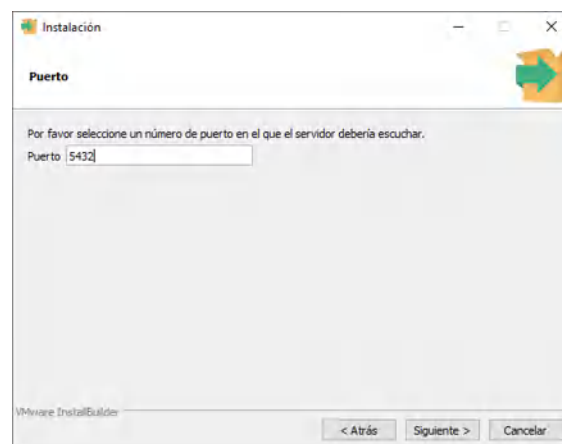 Instalación
Puerto
Por favor seleccione un número de puerto en el que el servidor debería escuchar.
Puerto 5432
VMware InstallBuilder
< Atrás Siguiente > Cancelar